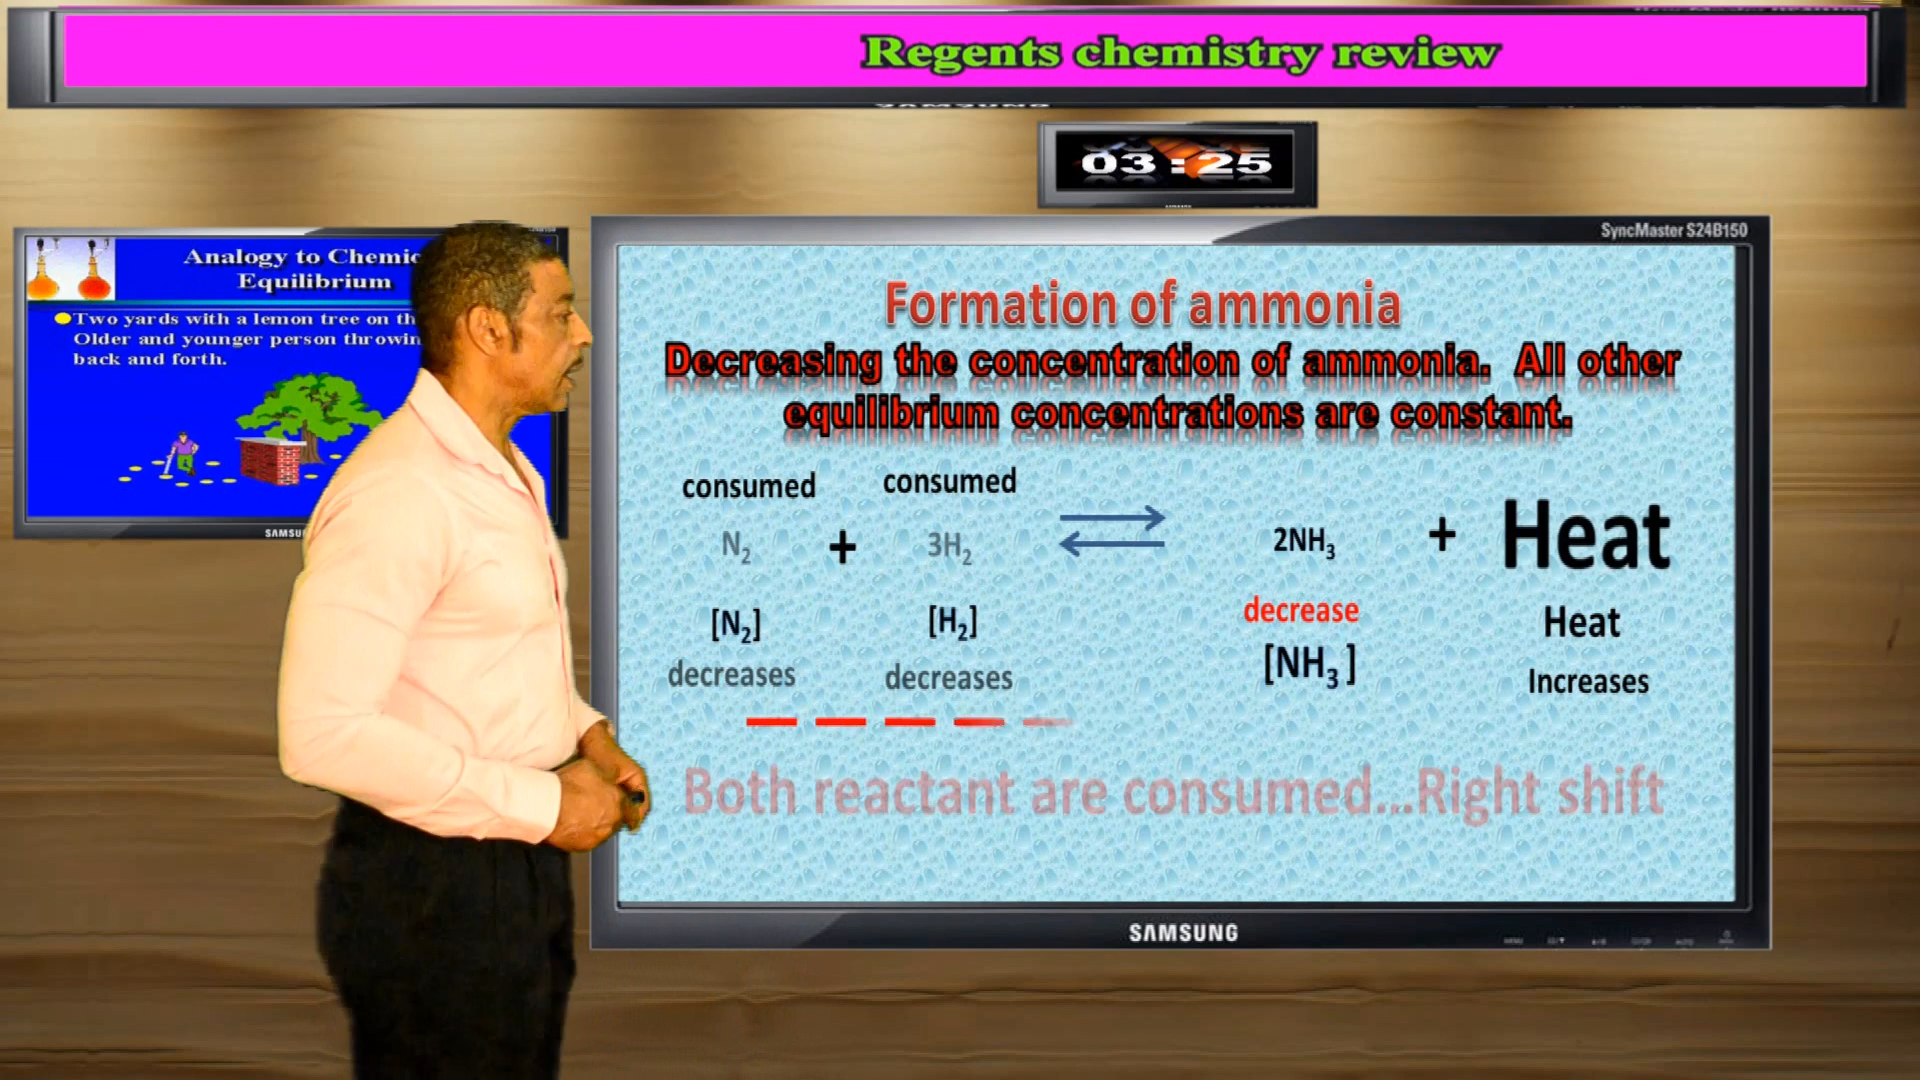 Regents chemistry review
SAMSUNG
03:25
SyncMaster S24B150
Analogy to Chemic
Equilibrium
Two yards with a lemon tree on th
Older and younger person throwin
back and forth.
SAMSU
Formation of ammonia
Decreasing the concentration of ammonia. All other
equilibrium concentrations are constant.
consumed consumed
N₂ + 3H₂ ⇌ 2NH₃ + Heat
[N₂] [H₂] decrease Heat
decreases decreases [NH₃] Increases
Both reactant are consumed...Right shift
SAMSUNG